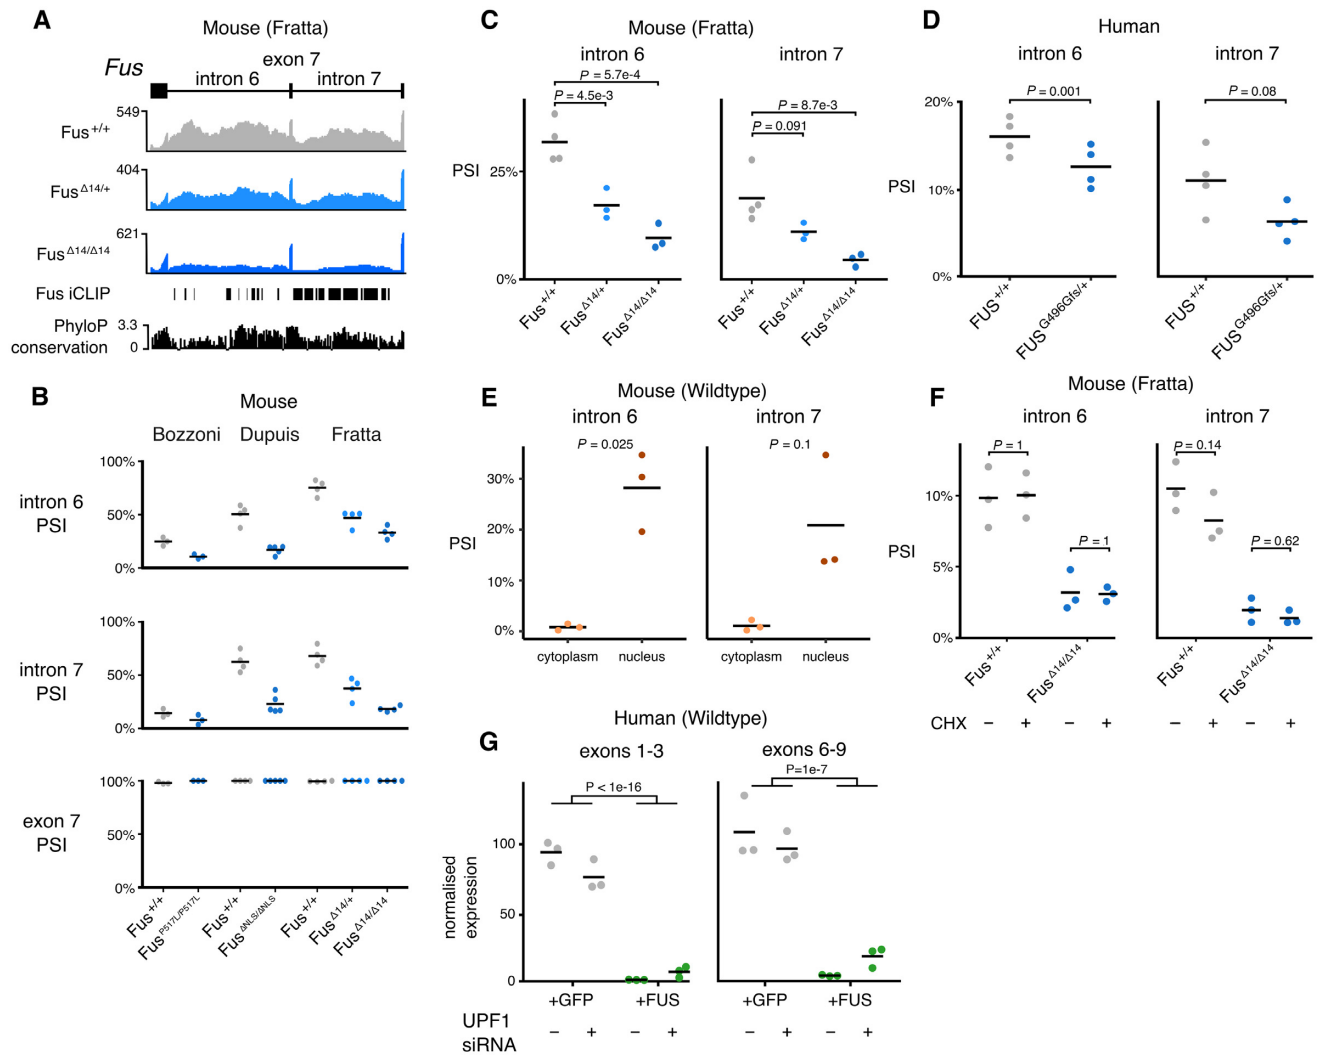 A
Mouse (Fratta)
Fus
exon 7
intron 6
intron 7
549
Fus+/+
404
FusΔ14/+
621
FusΔ14/Δ14
Fus iCLIP
PhyloP
conservation
3.3
0
B
Mouse
Bozzoni
Dupuis
Fratta
intron 6
PSI
100%
50%
0%
intron 7
PSI
100%
50%
0%
exon 7
PSI
100%
50%
0%
Fus+/+
FusP517L/P517L
Fus+/+
FusΔNLS/ΔNLS
Fus+/+
FusΔ14/+
FusΔ14/Δ14
C
Mouse (Fratta)
intron 6
intron 7
P = 5.7e-4
P = 4.5e-3
P = 8.7e-3
P = 0.091
PSI
25%
0%
Fus+/+
FusΔ14/+
FusΔ14/Δ14
Fus+/+
FusΔ14/+
FusΔ14/Δ14
D
Human
intron 6
intron 7
P = 0.001
P = 0.08
20%
PSI
10%
0%
FUS+/+
FUSG496Gfs/+
FUS+/+
FUSG496Gfs/+
E
Mouse (Wildtype)
intron 6
intron 7
P = 0.025
P = 0.1
30%
20%
PSI
10%
0%
cytoplasm
nucleus
cytoplasm
nucleus
F
Mouse (Fratta)
intron 6
intron 7
P = 1
P = 0.14
10%
PSI
P = 1
P = 0.62
5%
0%
Fus+/+
FusΔ14/Δ14
Fus+/+
FusΔ14/Δ14
CHX
− + − + − + − +
G
Human (Wildtype)
exons 1-3
exons 6-9
P < 1e-16
P=1e-7
normalised
expression
100
50
0
+GFP
+FUS
+GFP
+FUS
UPF1
siRNA
− + − + − + − +